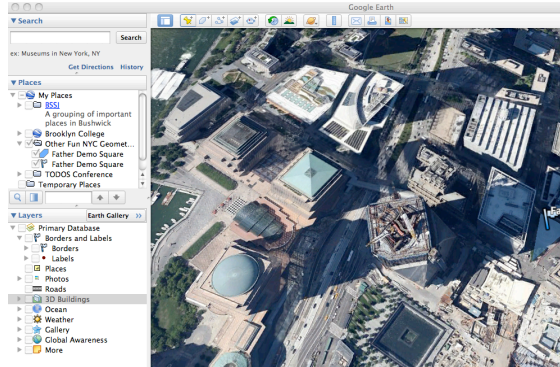 Google Earth
Search
Search
ex: Museums in New York, NY
Get Directions History
Places
My Places
BSSJ
A grouping of important
places in Bushwick
Brooklyn College
Other Fun NYC Geomet...
Father Demo Square
Father Demo Square
TODOS Conference
Temporary Places
Layers Earth Gallery >>
Primary Database
Borders and Labels
Borders
Labels
Places
Photos
Roads
3D Buildings
Ocean
Weather
Gallery
Global Awareness
More